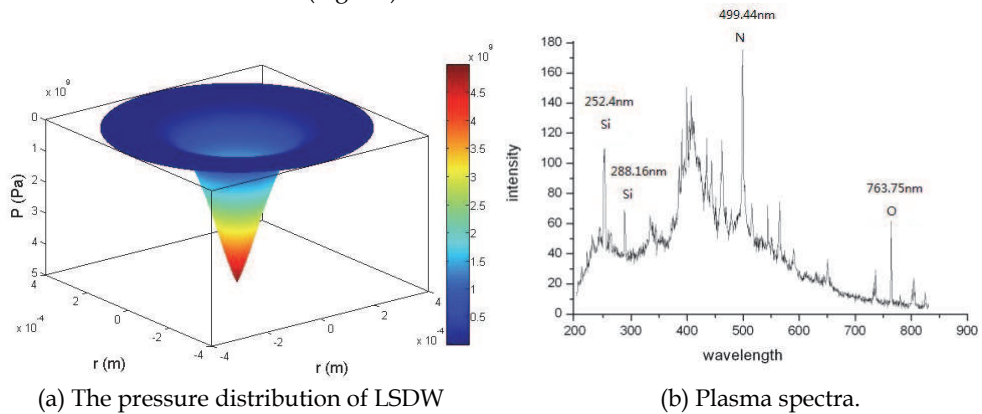 499.44nm
× 10⁹
× 10⁹
N
180
4.5
160
252.4nm
4
140
0
Si
120
1
3.5
288.16nm
100
P (Pa)
2
3
intensity
Si
763.75nm
80
3
2.5
O
60
4
2
40
5
4
1.5
20
2
4
1
0
× 10⁻⁴
0
2
0.5
200 300 400 500 600 700 800 900
-2
0
× 10⁻⁴
wavelength
r (m)
-4 -4
-2
r (m)
(a) The pressure distribution of LSDW
(b) Plasma spectra.